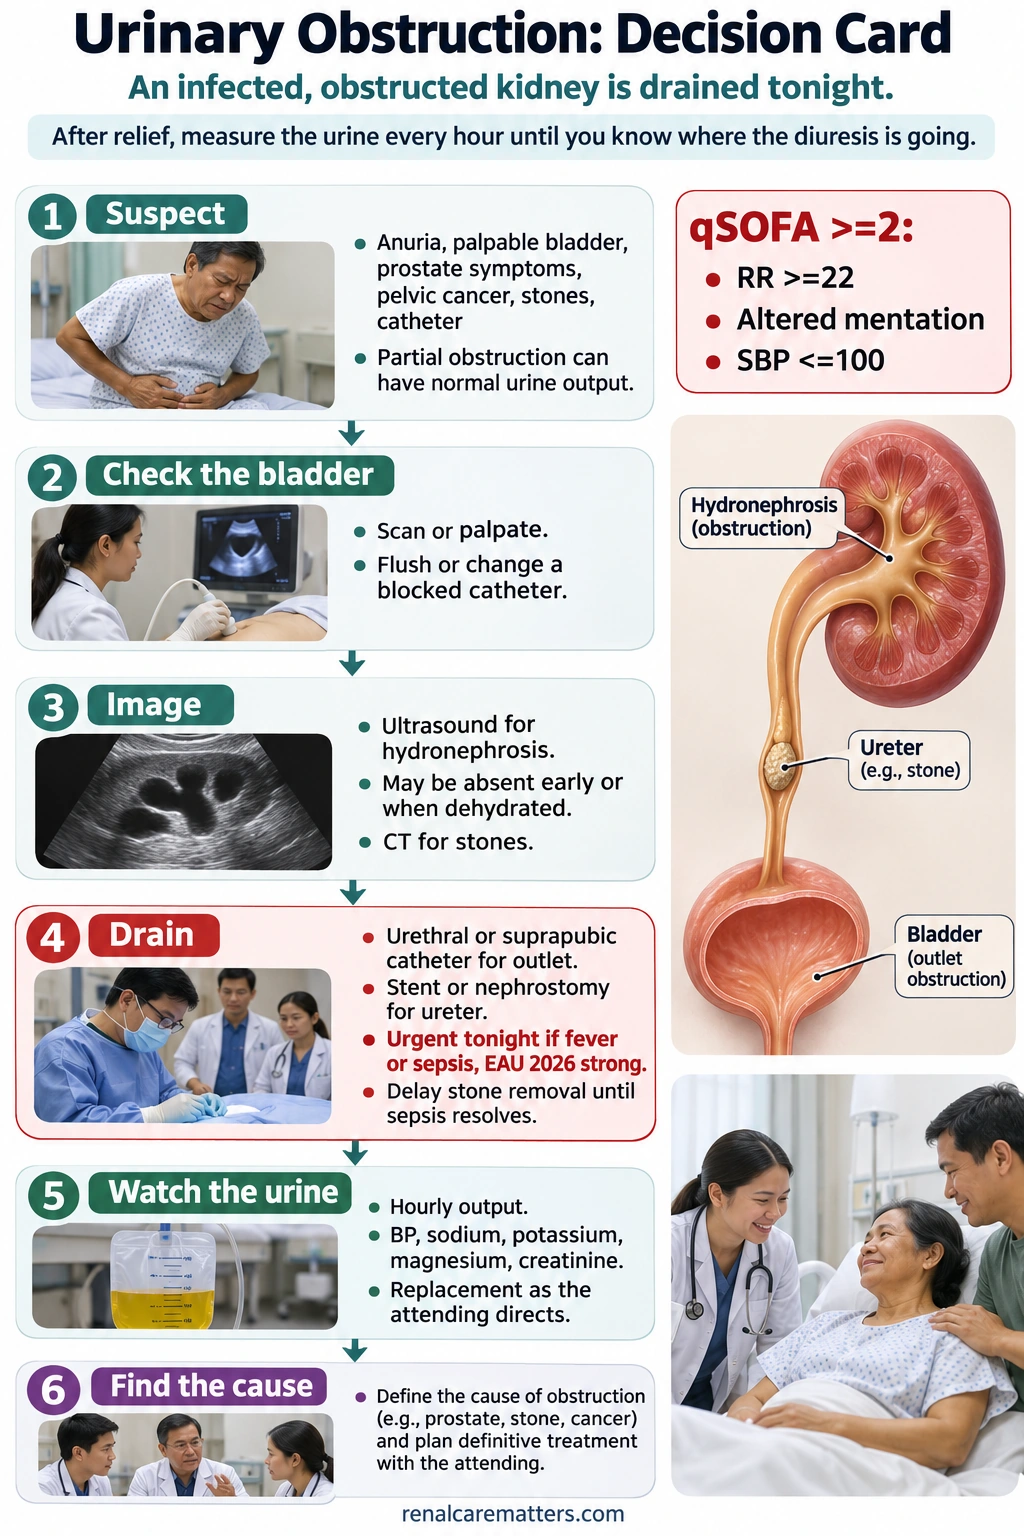 Urinary Obstruction: Decision Card
An infected, obstructed kidney is drained tonight.
After relief, measure the urine every hour until you know where the diuresis is going.
1 Suspect
Anuria, palpable bladder,
prostate symptoms,
pelvic cancer, stones,
catheter
Partial obstruction can
have normal urine output.
qSOFA >=2:
RR >=22
Altered mentation
SBP <=100
2 Check the bladder
Scan or palpate.
Flush or change a
blocked catheter.
Hydronephrosis
(obstruction)
Ureter
(e.g., stone)
Bladder
(outlet
obstruction)
3 Image
Ultrasound for
hydronephrosis.
May be absent early or
when dehydrated.
CT for stones.
4 Drain
Urethral or suprapubic
catheter for outlet.
Stent or nephrostomy
for ureter.
Urgent tonight if fever
or sepsis, EAU 2026 strong.
Delay stone removal until
sepsis resolves.
5 Watch the urine
Hourly output.
BP, sodium, potassium,
magnesium, creatinine.
Replacement as the
attending directs.
6 Find the cause
Define the cause of obstruction
(e.g., prostate, stone, cancer)
and plan definitive treatment
with the attending.
renalcarematters.com